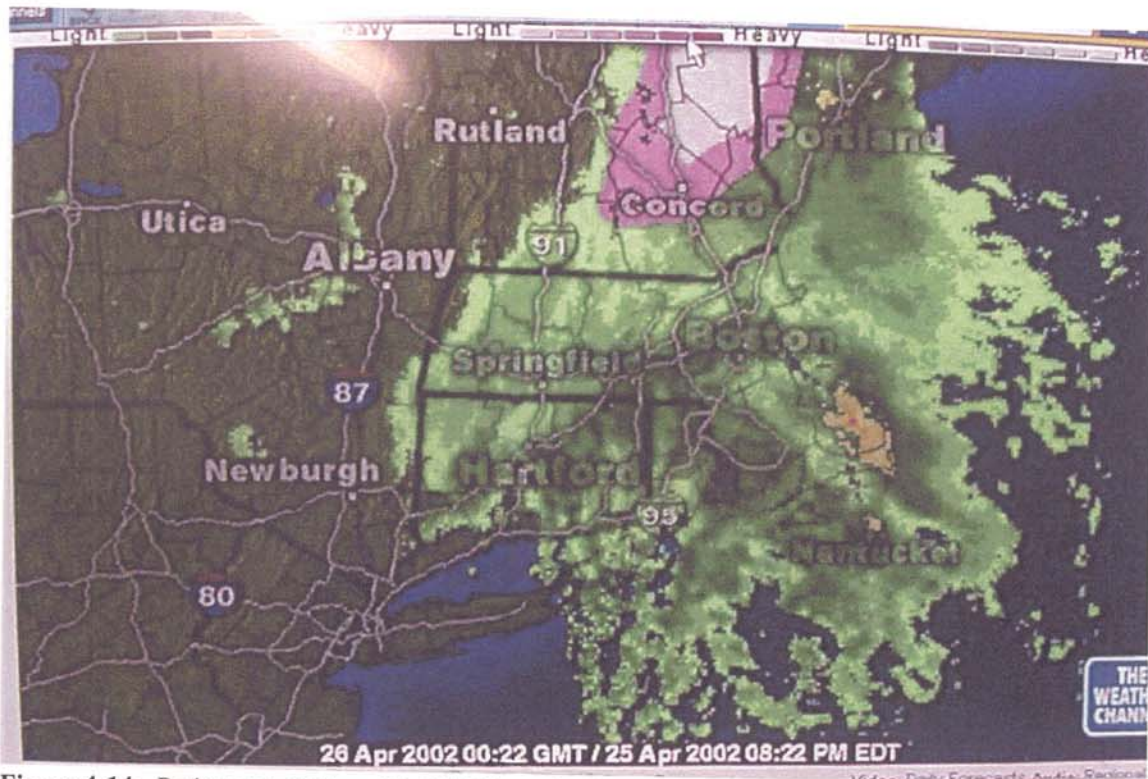 Light Heavy Light Heavy Light
Rutland
Portland
Concord
Utica
91
Albany
Boston
Springfield
87
Newburgh
Hartford
95
Nantucket
80
THE
WEATH
CHANN
26 Apr 2002 00:22 GMT / 25 Apr 2002 08:22 PM EDT